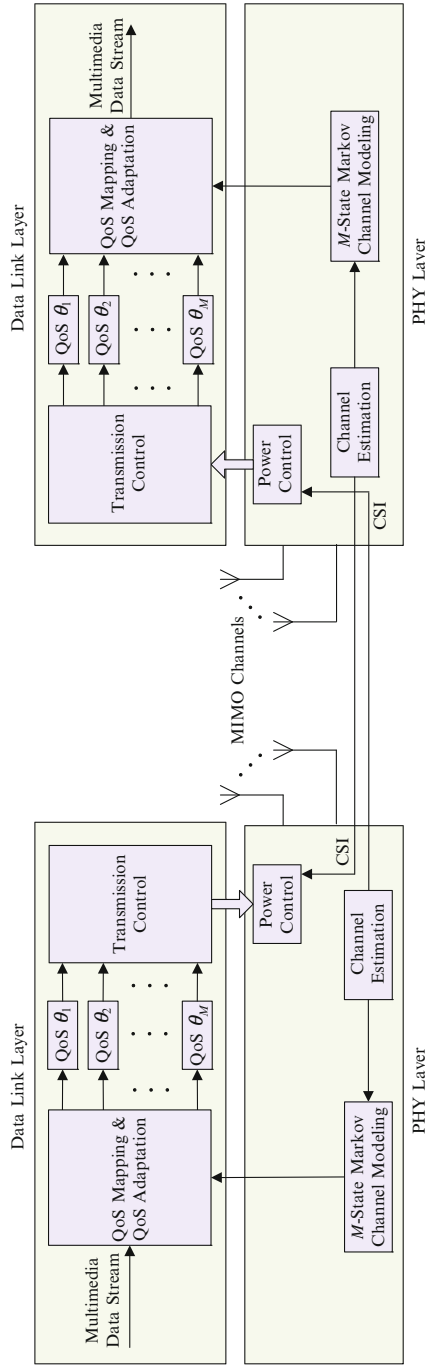 Data Link Layer
Multimedia
Data Stream
QoS Mapping &
QoS Adaptation
QoS θ1
QoS θ2
QoS θM
Transmission
Control
Power
Control
CSI
Channel
Estimation
M-State Markov
Channel Modeling
PHY Layer
MIMO Channels
Data Link Layer
Transmission
Control
QoS θ1
QoS θ2
QoS θM
QoS Mapping &
QoS Adaptation
Multimedia
Data Stream
Power
Control
CSI
Channel
Estimation
M-State Markov
Channel Modeling
PHY Layer